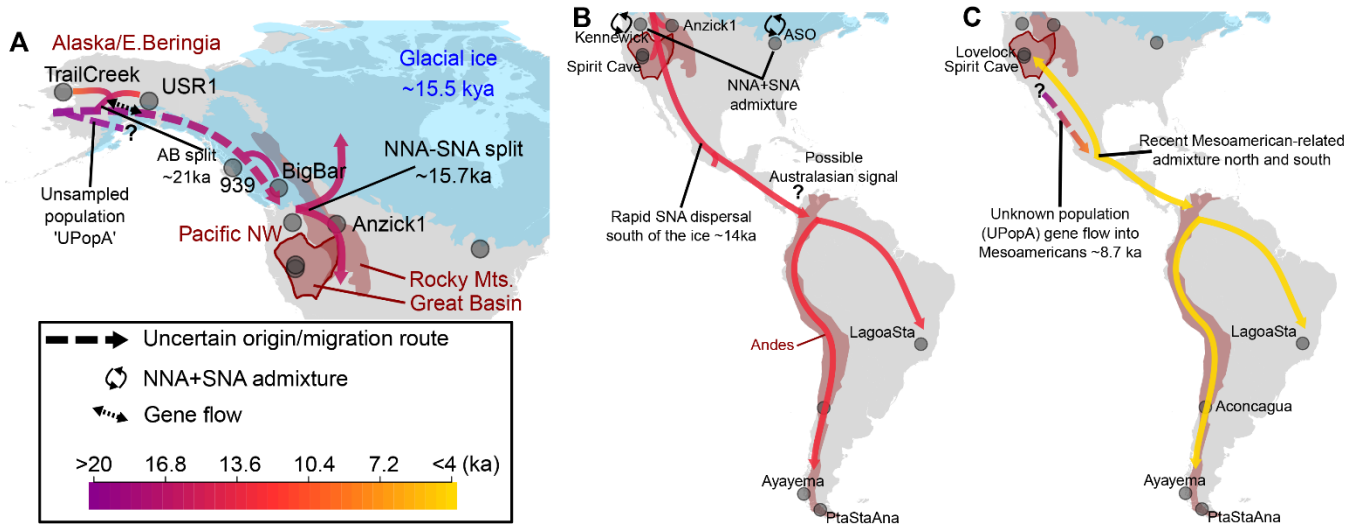 A
Alaska/E.Beringia
TrailCreek
USR1
Glacial ice
~15.5 kya
?
AB split
~21ka
939
BigBar
NNA-SNA split
~15.7ka
Unsampled
population
'UPopA'
Pacific NW
Anzick1
Rocky Mts.
Great Basin
Uncertain origin/migration route
NNA+SNA admixture
Gene flow
>20 16.8 13.6 10.4 7.2 <4 (ka)
B
Kennewick
Anzick1
ASO
Spirit Cave
NNA+SNA
admixture
Possible
Australasian signal
?
Rapid SNA dispersal
south of the ice ~14ka
LagoaSta
Andes
Ayayema
PtaStaAna
C
Lovelock
Spirit Cave
?
Recent Mesoamerican-related
admixture north and south
Unknown population
(UPopA) gene flow into
Mesoamericans ~8.7 ka
LagoaSta
Aconcagua
Ayayema
PtaStaAna